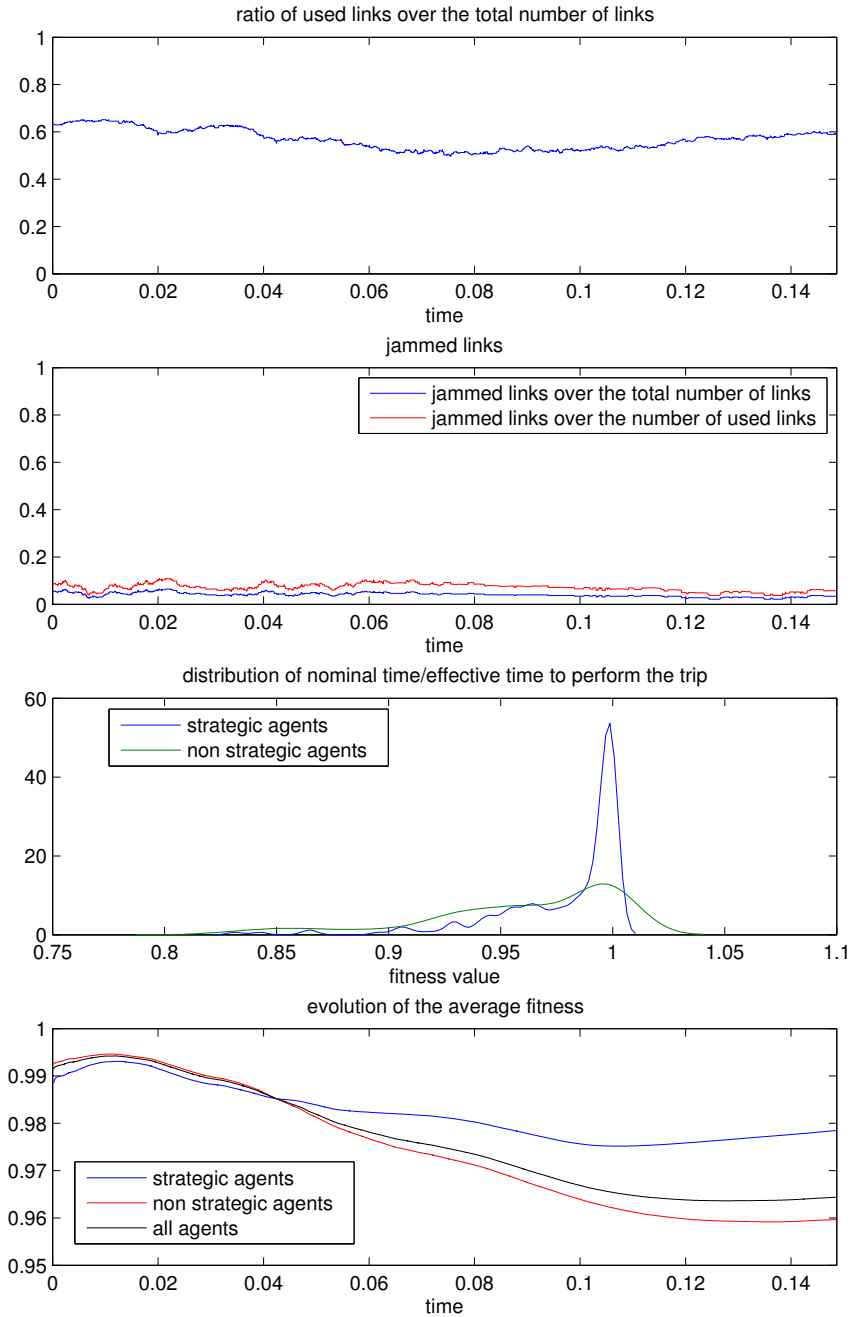 ratio of used links over the total number of links
1
0.8
0.6
0.4
0.2
0
0 0.02 0.04 0.06 0.08 0.1 0.12 0.14
time
jammed links
1
jammed links over the total number of links
jammed links over the number of used links
0.8
0.6
0.4
0.2
0
0 0.02 0.04 0.06 0.08 0.1 0.12 0.14
time
distribution of nominal time/effective time to perform the trip
60
strategic agents
non strategic agents
40
20
0
0.75 0.8 0.85 0.9 0.95 1 1.05 1.1
fitness value
evolution of the average fitness
1
0.99
0.98
0.97
strategic agents
non strategic agents
all agents
0.96
0.95
0 0.02 0.04 0.06 0.08 0.1 0.12 0.14
time